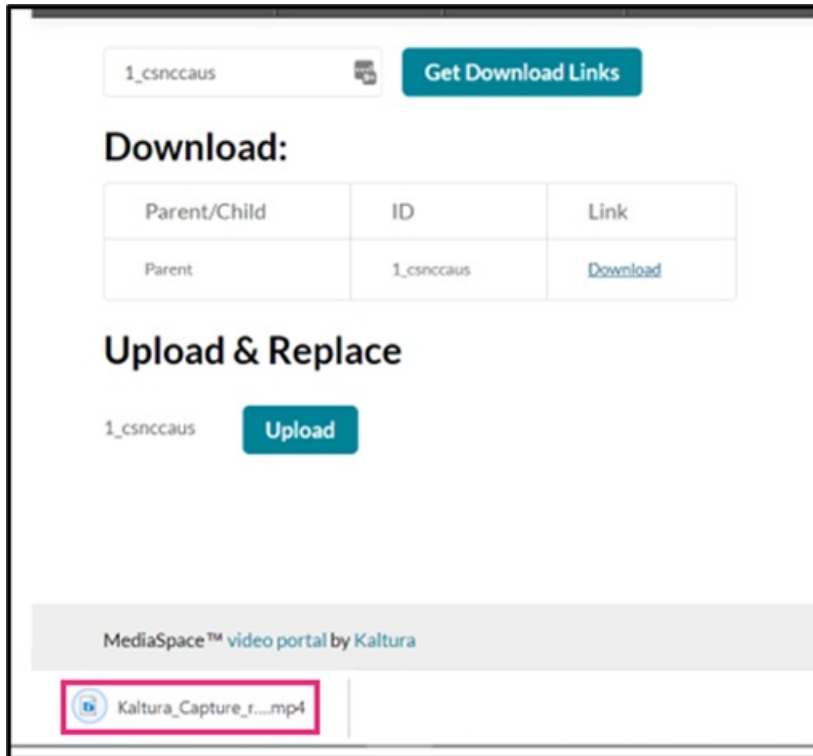 1_csnccaus
Get Download Links
Download:
Parent/Child ID Link
Parent 1_csnccaus Download
Upload & Replace
1_csnccaus Upload
MediaSpace™ video portal by Kaltura
Kaltura_Capture_r....mp4